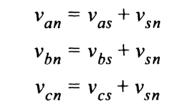 v_an = v_as + v_sn
v_bn = v_bs + v_sn
v_cn = v_cs + v_sn